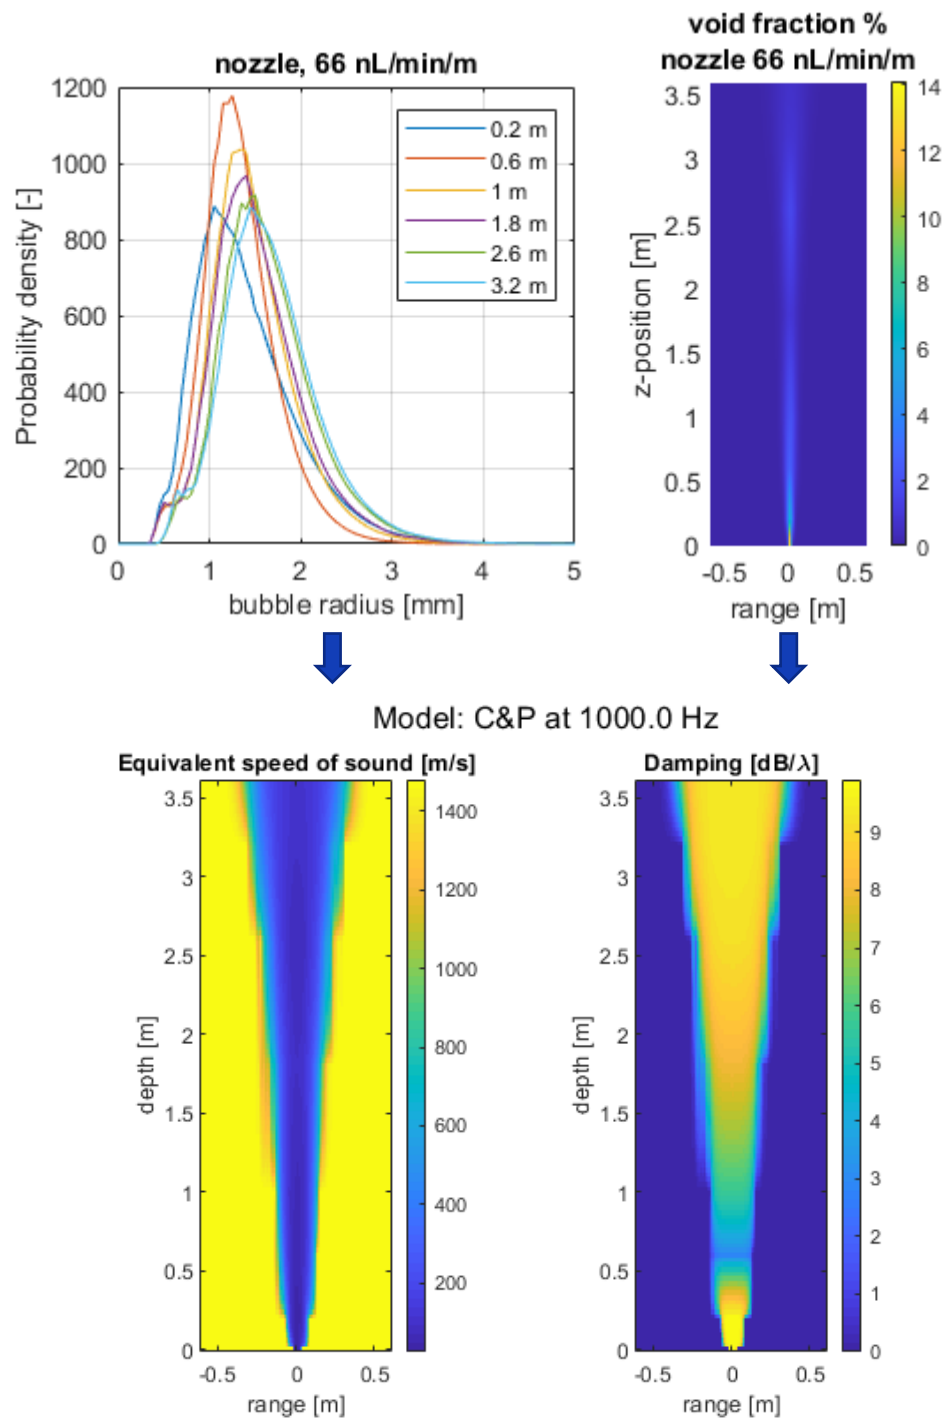 nozzle, 66 nL/min/m
1200
1000
800
600
400
200
0
Probability density [-]
0 1 2 3 4 5
bubble radius [mm]
0.2 m
0.6 m
1 m
1.8 m
2.6 m
3.2 m
void fraction %
nozzle 66 nL/min/m
3.5
3
2.5
2
1.5
1
0.5
0
z-position [m]
-0.5 0 0.5
range [m]
14
12
10
8
6
4
2
0
Model: C&P at 1000.0 Hz
Equivalent speed of sound [m/s]
3.5
3
2.5
2
1.5
1
0.5
0
depth [m]
-0.5 0 0.5
range [m]
1400
1200
1000
800
600
400
200
Damping [dB/λ]
3.5
3
2.5
2
1.5
1
0.5
0
depth [m]
-0.5 0 0.5
range [m]
9
8
7
6
5
4
3
2
1
0